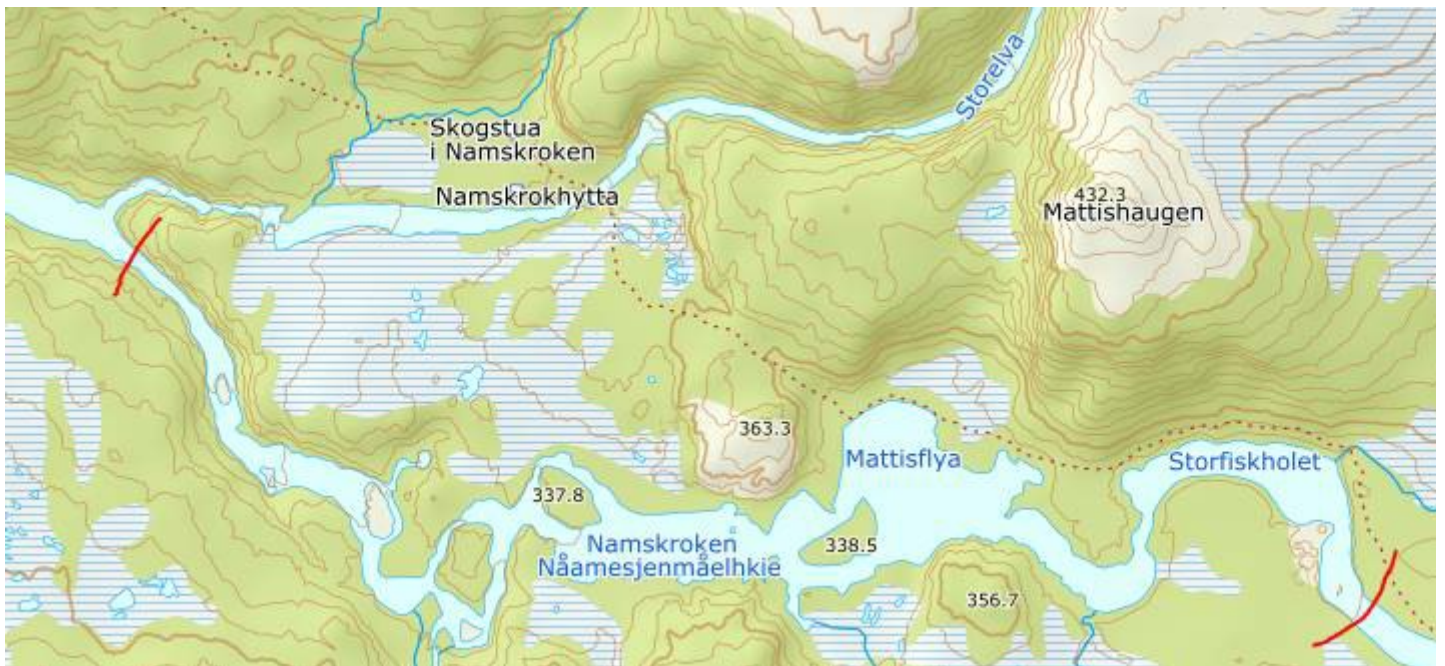 Storelva
Skogstua
i Namskroken
Namskrokhytta
432.3
Mattishaugen
363.3
Mattisflya
Storfiskholet
337.8
Namskroken
Nåamesjenmåelhkie
338.5
356.7